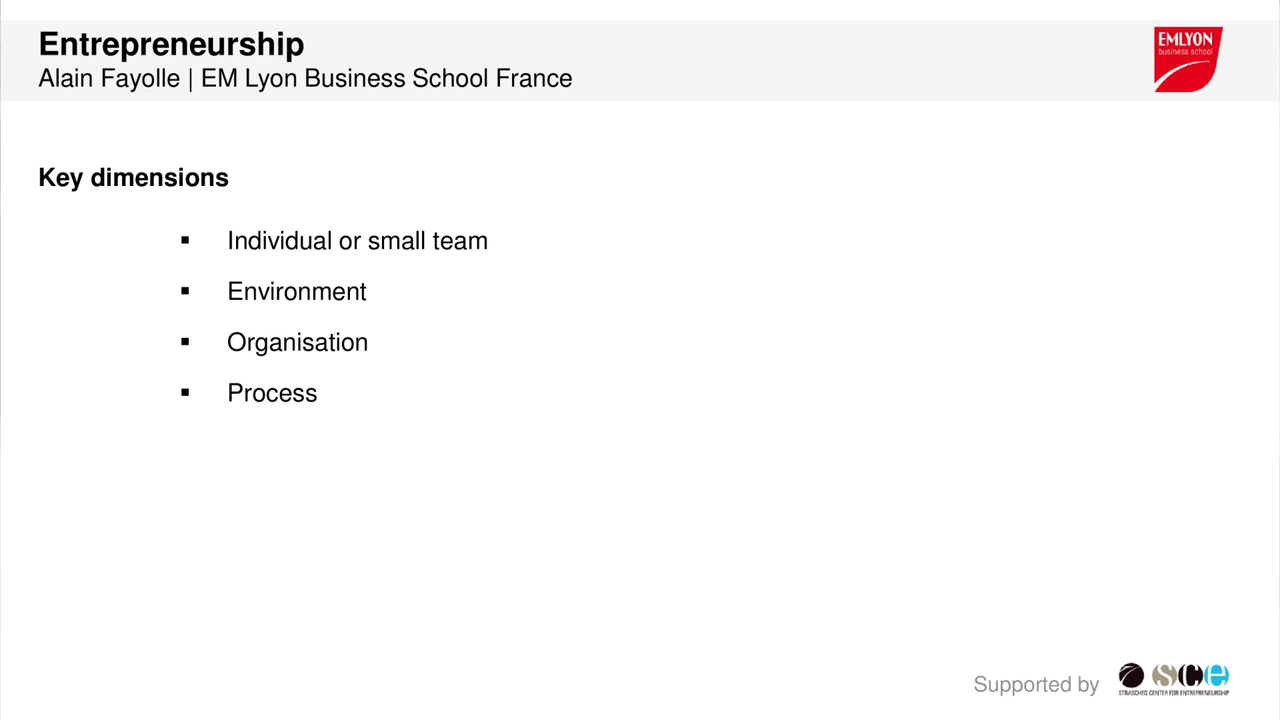 Entrepreneurship
Alain Fayolle | EM Lyon Business School France
EMLYON
business school
Key dimensions
▪ Individual or small team
▪ Environment
▪ Organisation
▪ Process
Supported by
sce
STRASCHEG CENTER FOR ENTREPRENEURSHIP